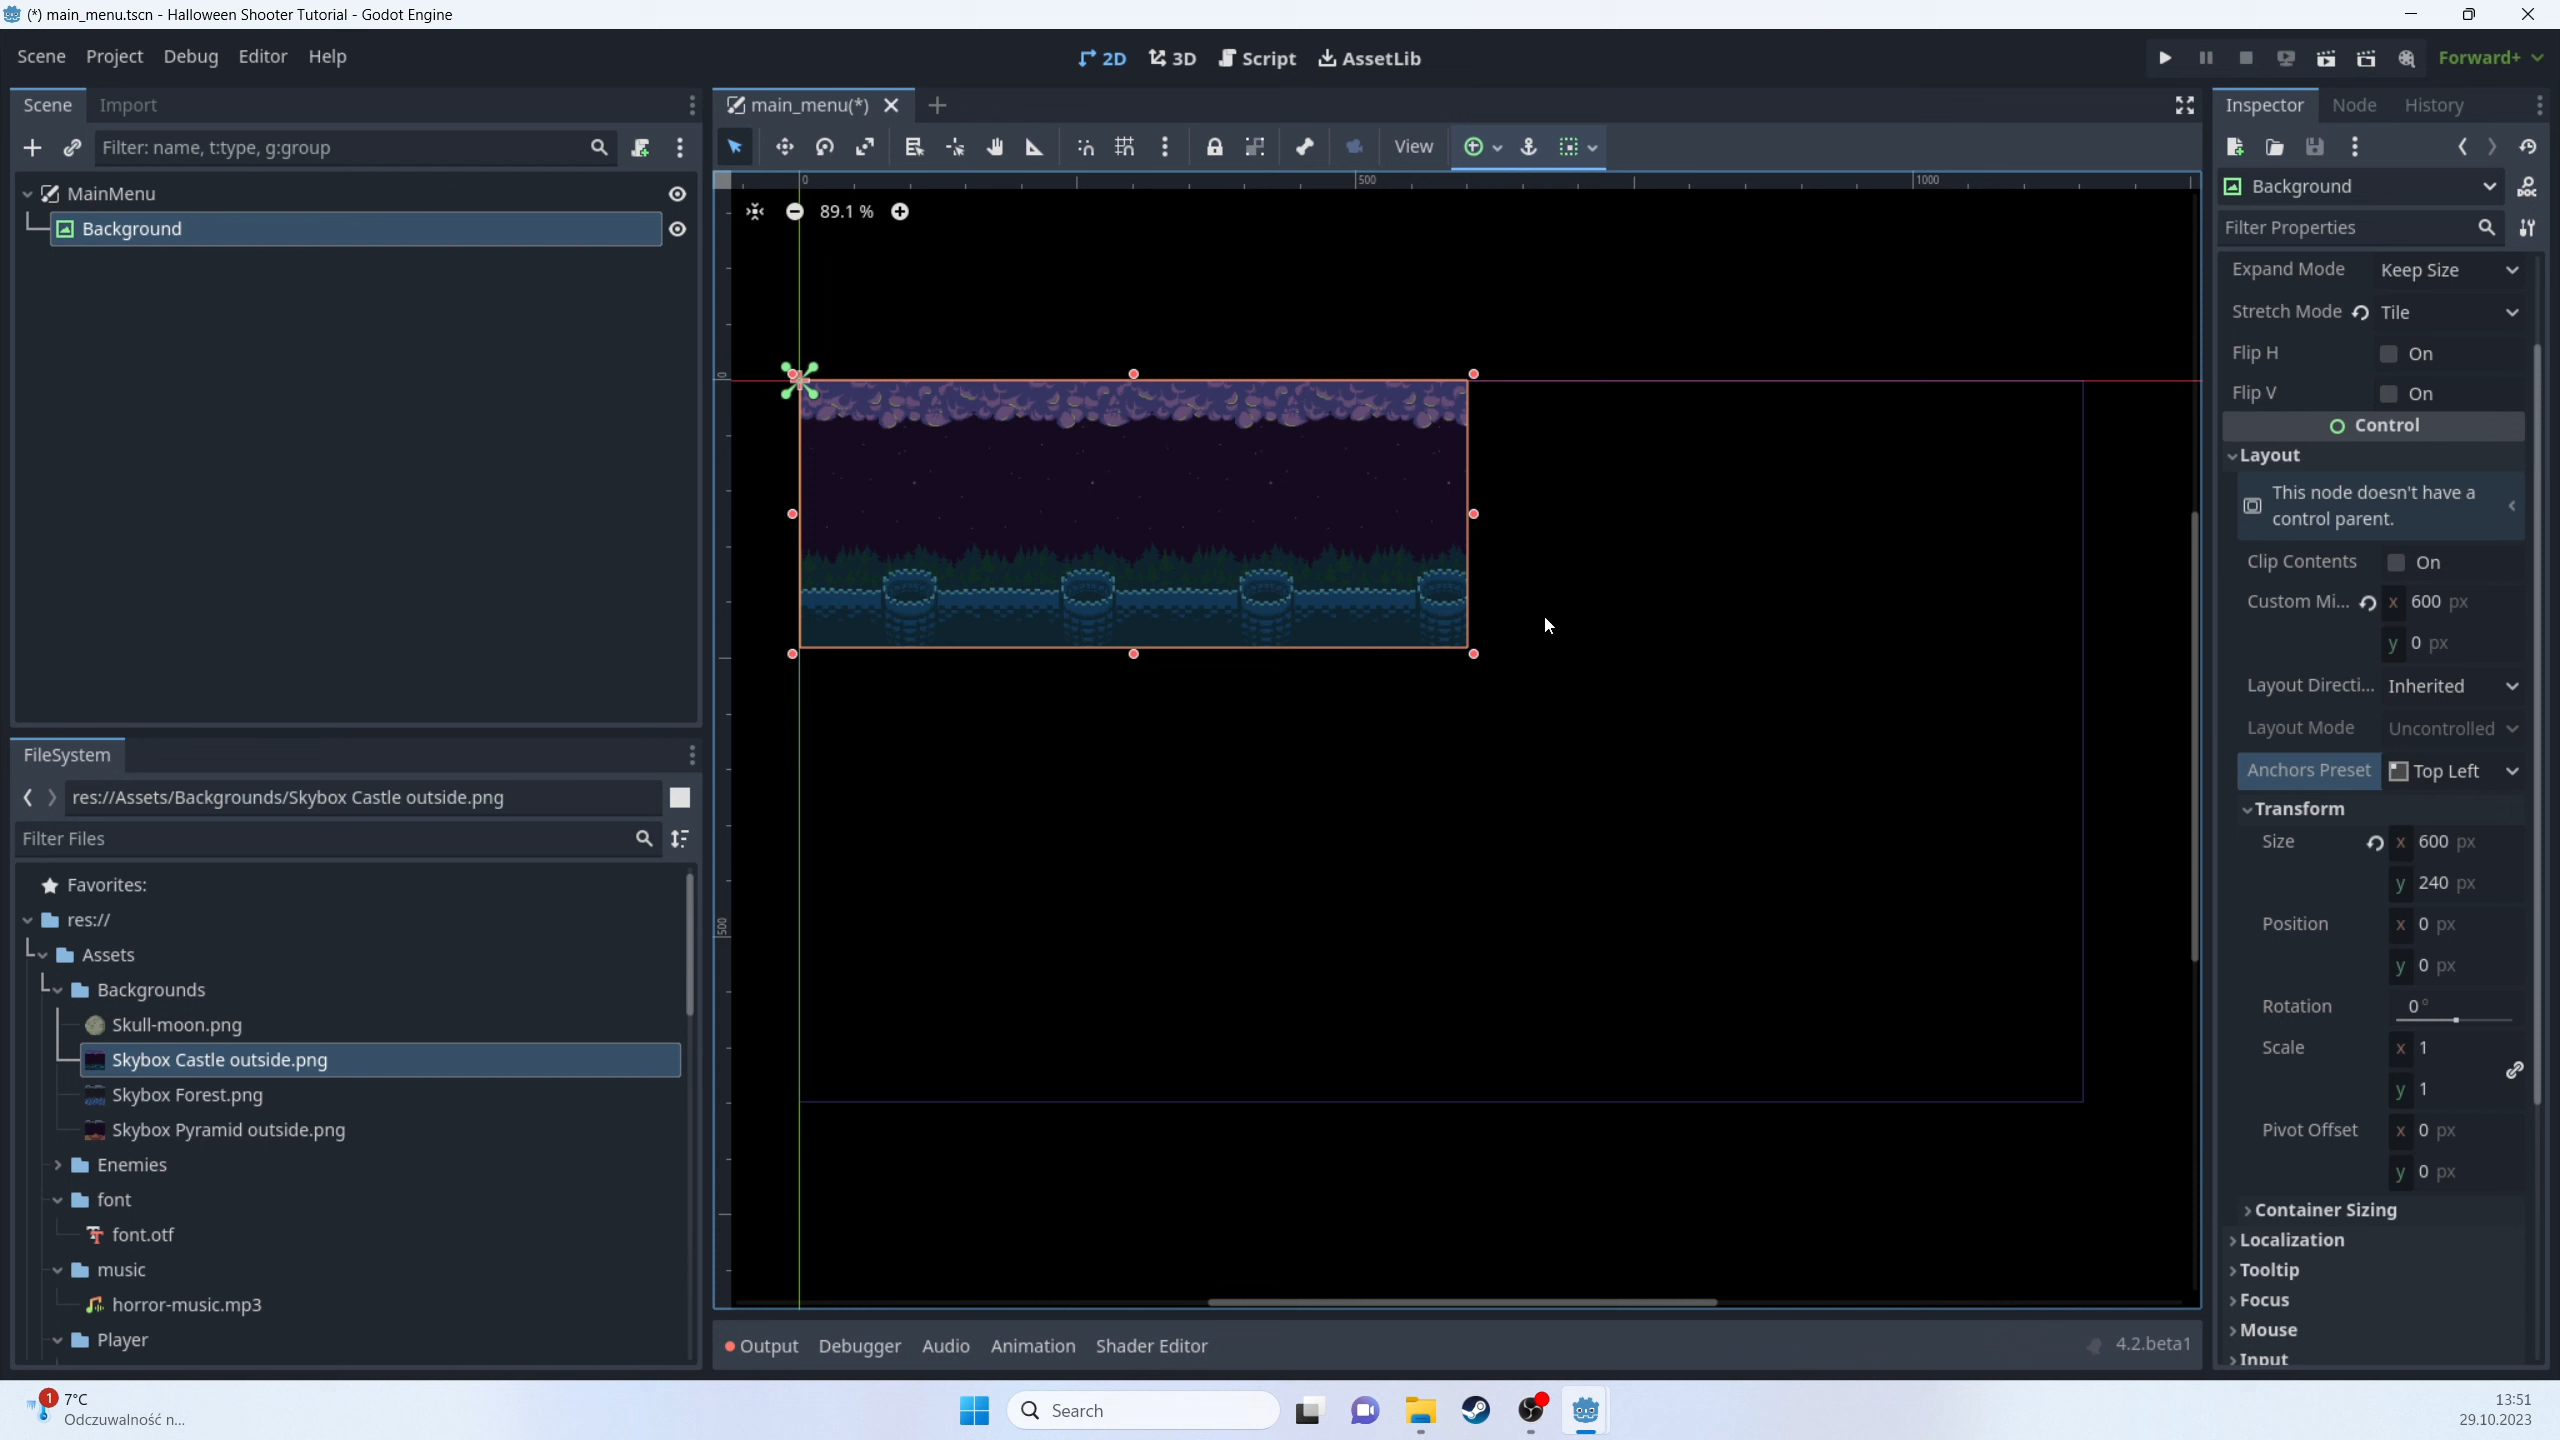 (*) main_menu.tscn - Halloween Shooter Tutorial - Godot Engine
Scene Project Debug Editor Help
2D 3D Script AssetLib
Forward+
Scene Import
main_menu(*)
Inspector Node History
Filter: name, t:type, g:group
View
MainMenu
Background
0 500 1000
89.1 %
0
500
Background
Filter Properties
Expand Mode Keep Size
Stretch Mode Tile
Flip H On
Flip V On
Control
Layout
This node doesn't have a
control parent.
Clip Contents On
Custom Mi... x 600 px
y 0 px
Layout Directi... Inherited
Layout Mode Uncontrolled
Anchors Preset Top Left
Transform
Size x 600 px
y 240 px
Position x 0 px
y 0 px
Rotation 0 °
Scale x 1
y 1
Pivot Offset x 0 px
y 0 px
Container Sizing
Localization
Tooltip
Focus
Mouse
Input
FileSystem
res://Assets/Backgrounds/Skybox Castle outside.png
Filter Files
Favorites:
res://
Assets
Backgrounds
Skull-moon.png
Skybox Castle outside.png
Skybox Forest.png
Skybox Pyramid outside.png
Enemies
font
font.otf
music
horror-music.mp3
Player
Output Debugger Audio Animation Shader Editor
4.2.beta1
1
7°C
Odczuwalność n...
Search
13:51
29.10.2023